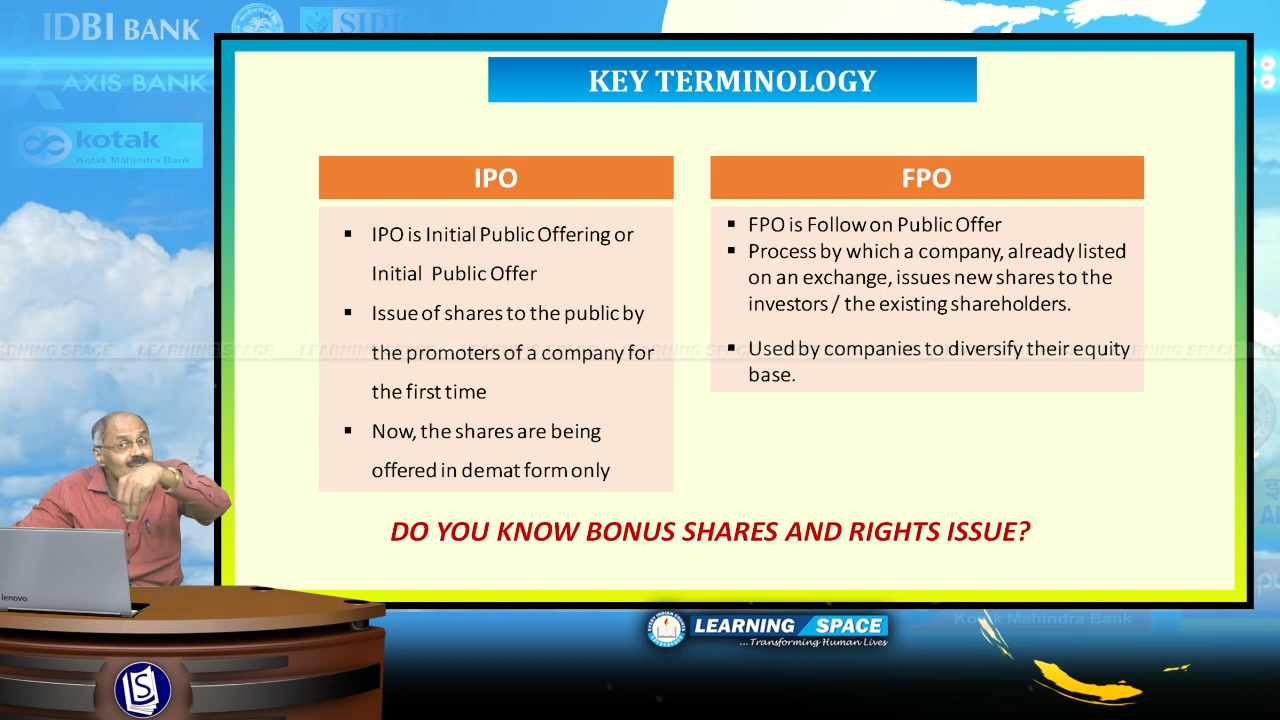 IDBI BANK
SIDBI
AXIS BANK
kotak
Kotak Mahindra Bank
KEY TERMINOLOGY
IPO
▪ IPO is Initial Public Offering or
Initial Public Offer
▪ Issue of shares to the public by
the promoters of a company for
the first time
▪ Now, the shares are being
offered in demat form only
FPO
▪ FPO is Follow on Public Offer
▪ Process by which a company, already listed
on an exchange, issues new shares to the
investors / the existing shareholders.
▪ Used by companies to diversify their equity
base.
LEARNING SPACE
DO YOU KNOW BONUS SHARES AND RIGHTS ISSUE?
lenovo
LEARNING SPACE
...Transforming Human Lives
Kotak Mahindra Bank
LS